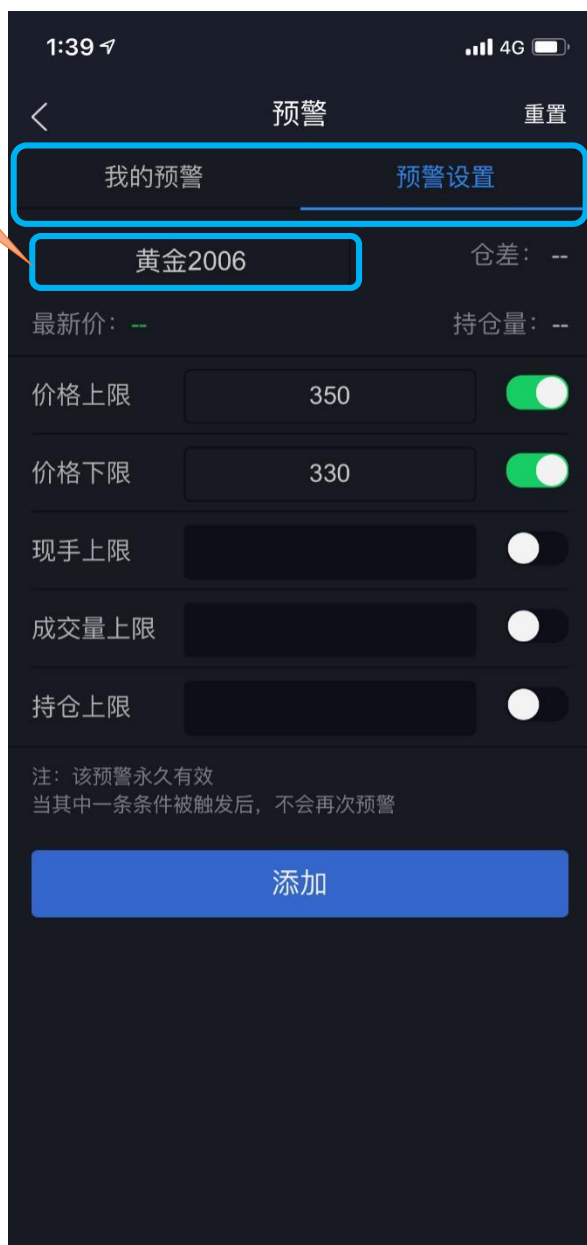 1:39 4G
预警 重置
我的预警 预警设置
黄金2006 仓差: --
最新价: -- 持仓量: --
价格上限 350
价格下限 330
现手上限
成交量上限
持仓上限
注: 该预警永久有效
当其中一条条件被触发后, 不会再次预警
添加